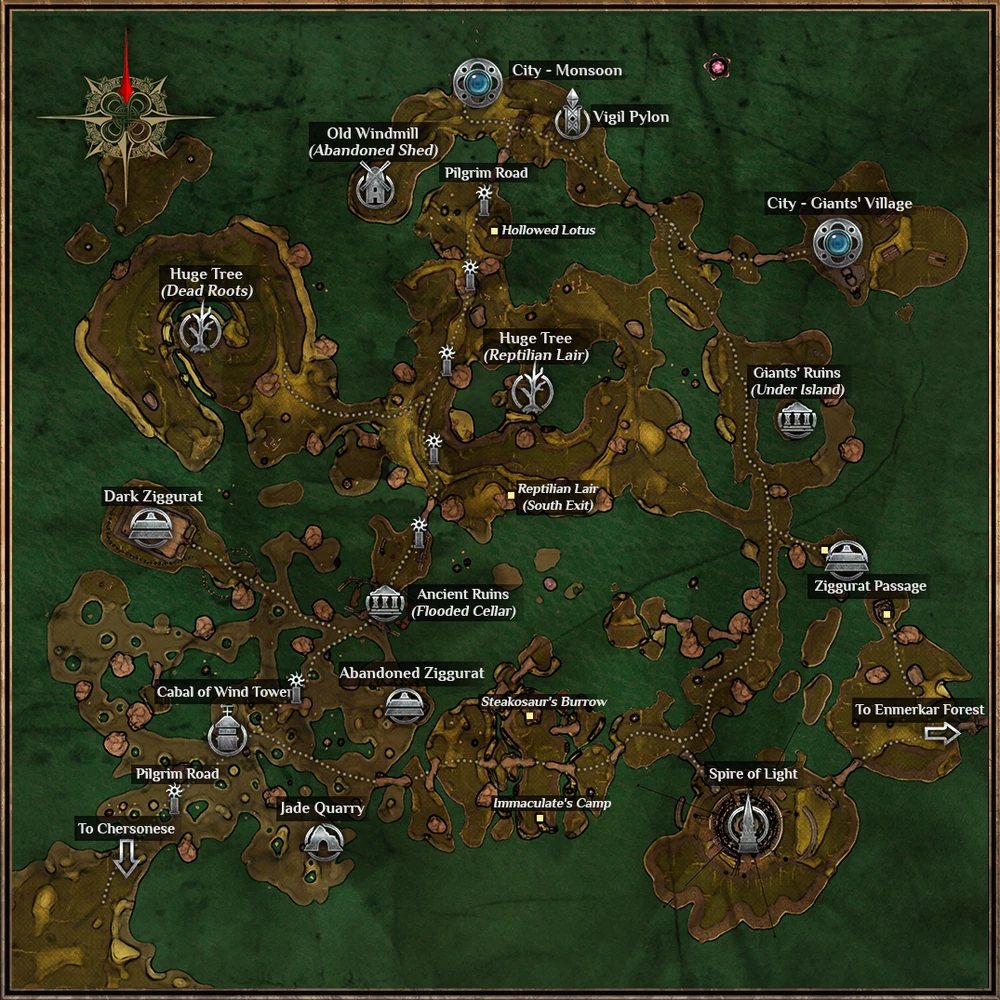 City - Monsoon
Vigil Pylon
Old Windmill
(Abandoned Shed)
Pilgrim Road
City - Giants' Village
Hollowed Lotus
Huge Tree
(Dead Roots)
Huge Tree
(Reptilian Lair)
Giants' Ruins
(Under Island)
Dark Ziggurat
Reptilian Lair
(South Exit)
Ziggurat Passage
Ancient Ruins
(Flooded Cellar)
Abandoned Ziggurat
Cabal of Wind Tower
Steakosaur's Burrow
To Enmerkar Forest
Pilgrim Road
Spire of Light
Jade Quarry
Immaculate's Camp
To Chersonese